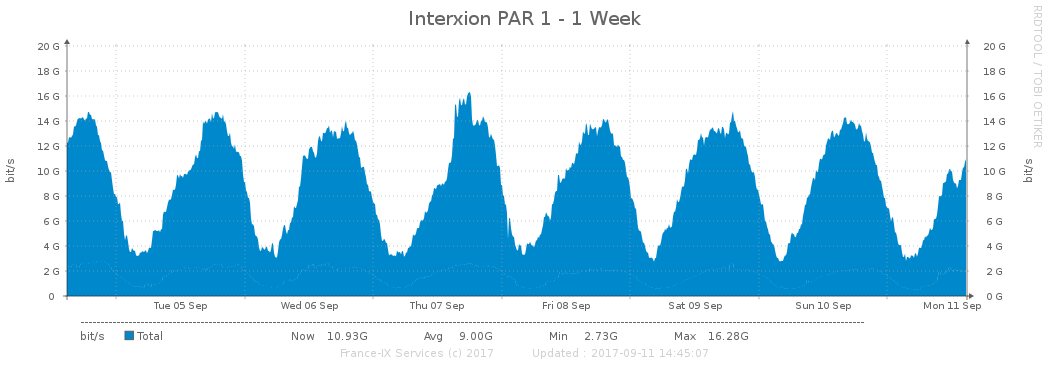 Interxion PAR 1 - 1 Week
RRDTOOL / TOBI OETIKER
20 G 20 G
18 G 18 G
16 G 16 G
14 G 14 G
12 G 12 G
10 G 10 G
8 G 8 G
6 G 6 G
4 G 4 G
2 G 2 G
0 0 G
bit/s bit/s
Tue 05 Sep Wed 06 Sep Thu 07 Sep Fri 08 Sep Sat 09 Sep Sun 10 Sep Mon 11 Sep
bit/s Total Now 10.93G Avg 9.00G Min 2.73G Max 16.28G
France-IX Services (c) 2017 Updated : 2017-09-11 14:45:07